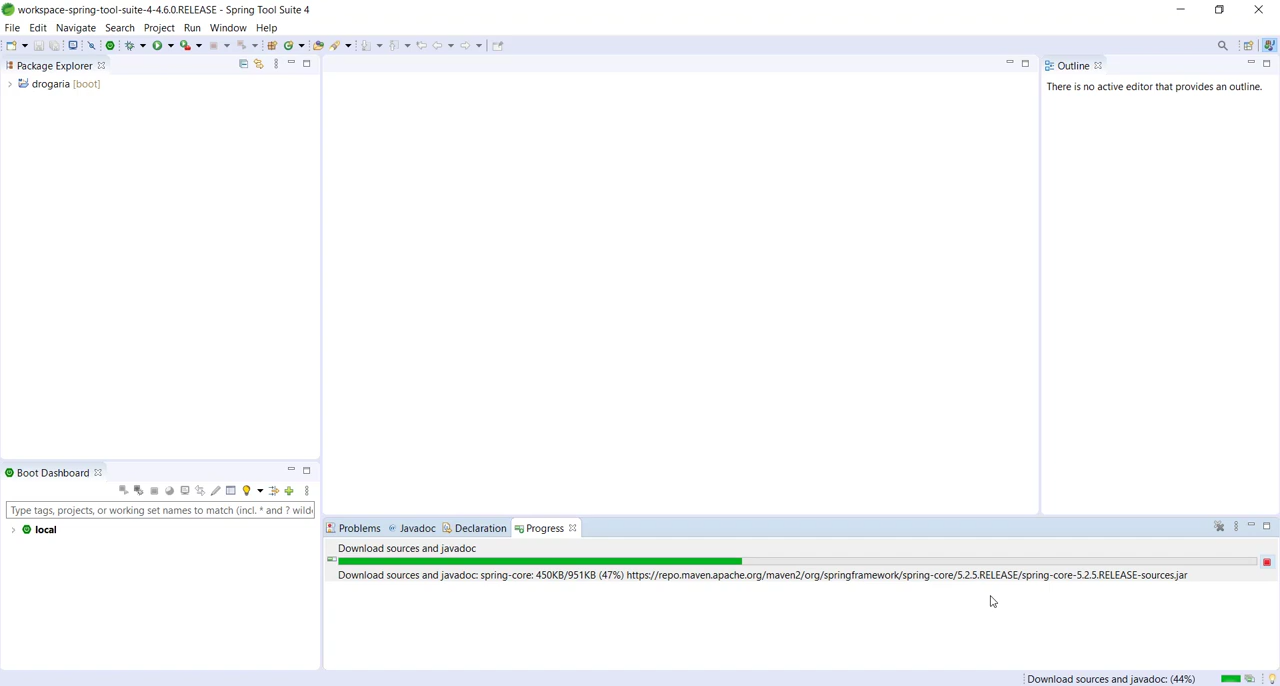 workspace-spring-tool-suite-4-4.6.0.RELEASE - Spring Tool Suite 4
File Edit Navigate Search Project Run Window Help
Package Explorer
drogaria [boot]
Outline
There is no active editor that provides an outline.
Boot Dashboard
Type tags, projects, or working set names to match (incl. * and ? wild
local
Problems Javadoc Declaration Progress
Download sources and javadoc
Download sources and javadoc: spring-core: 450KB/951KB (47%) https://repo.maven.apache.org/maven2/org/springframework/spring-core/5.2.5.RELEASE/spring-core-5.2.5.RELEASE-sources.jar
Download sources and javadoc: (44%)